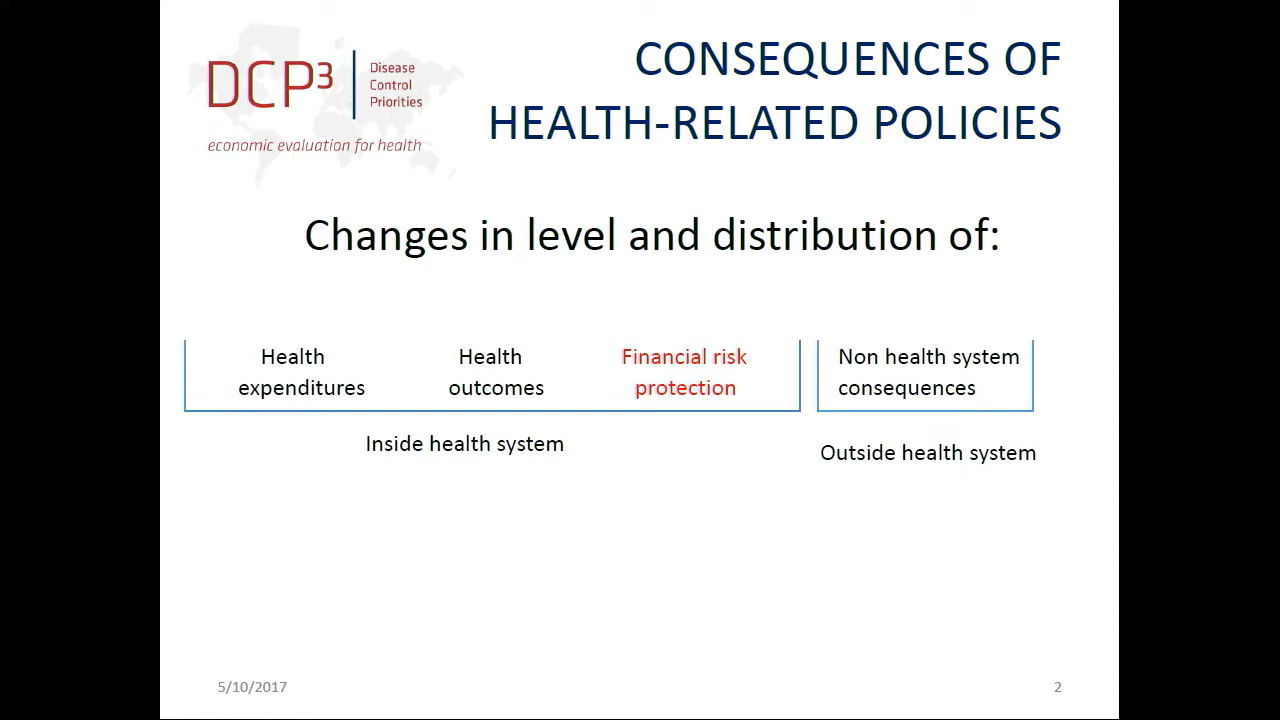 DCP³
Disease
Control
Priorities
economic evaluation for health
CONSEQUENCES OF
HEALTH-RELATED POLICIES
Changes in level and distribution of:
Health
expenditures
Health
outcomes
Financial risk
protection
Non health system
consequences
Inside health system
Outside health system
5/10/2017
2